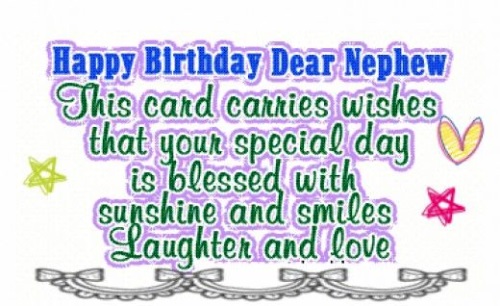 Happy Birthday Dear Nephew
This card carries wishes
that your special day
is blessed with
sunshine and smiles
Laughter and love